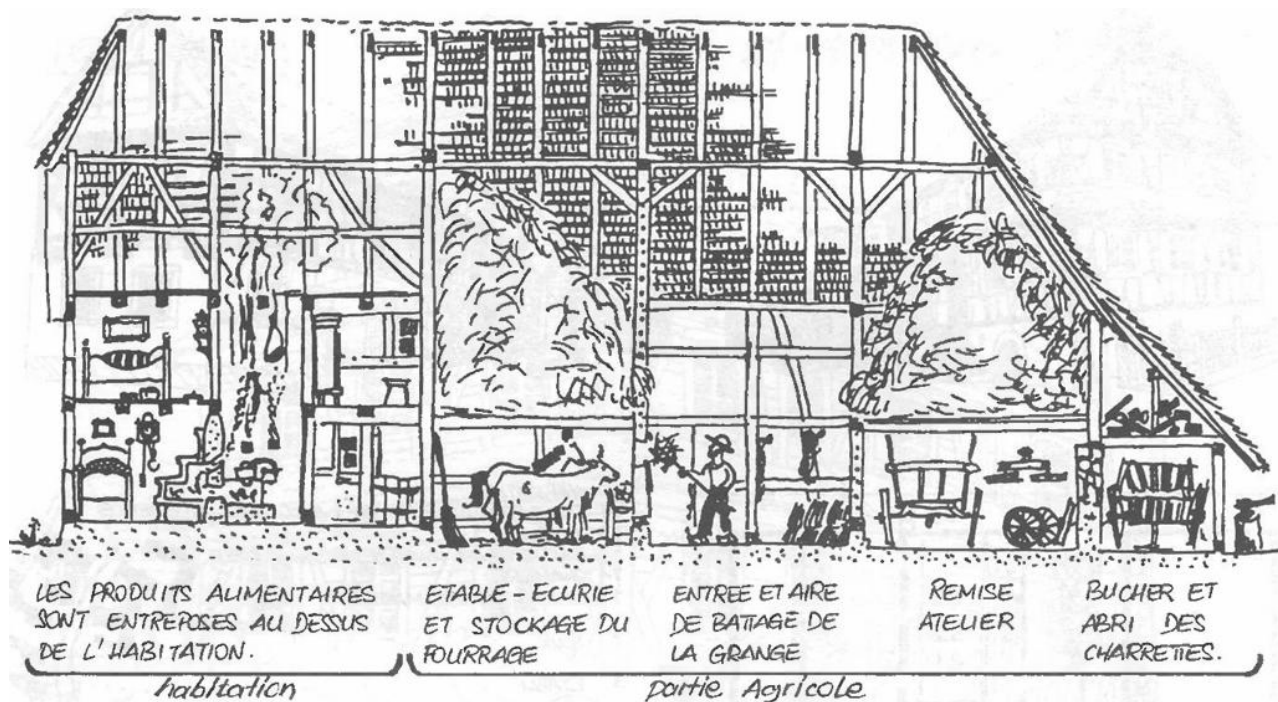 LES PRODUITS ALIMENTAIRES
SONT ENTREPOSES AU DESSUS
DE L'HABITATION.
ETABLE - ECURIE
ET STOCKAGE DU
FOURRAGE
ENTREE ET AIRE
DE BATTAGE DE
LA GRANGE
REMISE
ATELIER
BUCHER ET
ABRI DES
CHARRETTES.
habitation
partie Agricole